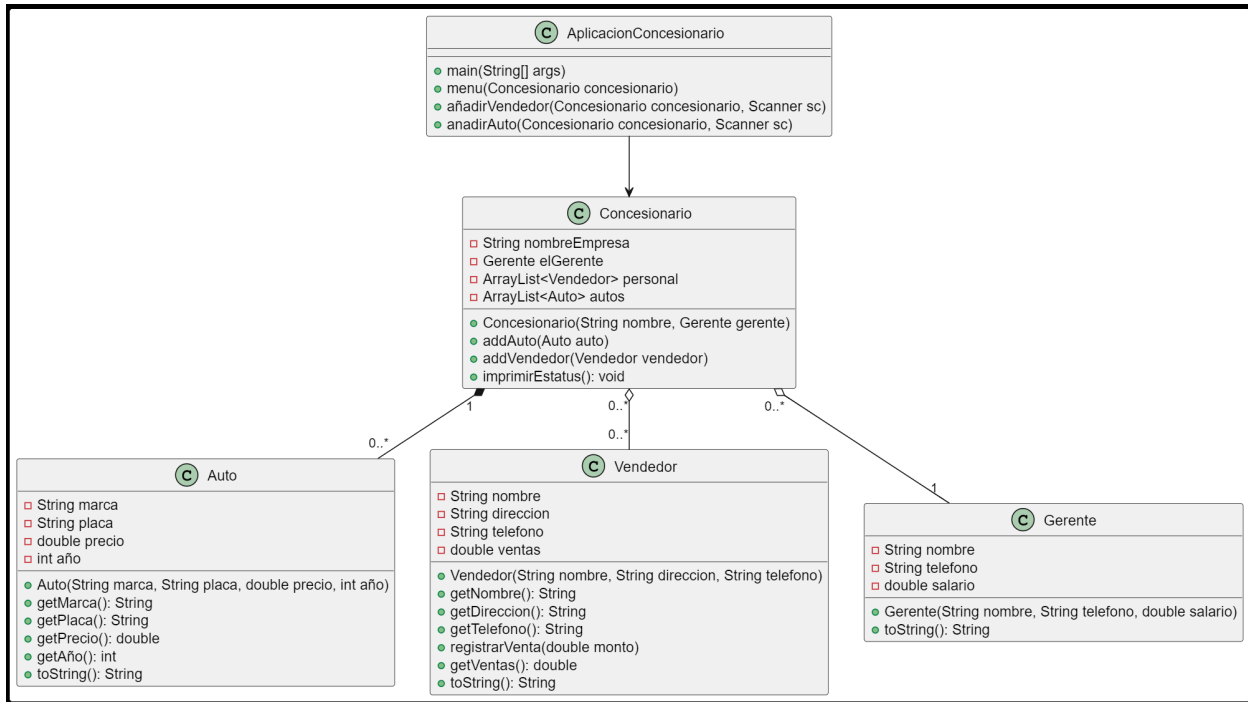 C AplicacionConcesionario
main(String[] args)
menu(Concesionario concesionario)
añadirVendedor(Concesionario concesionario, Scanner sc)
anadirAuto(Concesionario concesionario, Scanner sc)
C Concesionario
String nombreEmpresa
Gerente elGerente
ArrayList<Vendedor> personal
ArrayList<Auto> autos
Concesionario(String nombre, Gerente gerente)
addAuto(Auto auto)
addVendedor(Vendedor vendedor)
imprimirEstatus(): void
1
0..*
0..*
0..*
0..*
1
C Auto
String marca
String placa
double precio
int año
Auto(String marca, String placa, double precio, int año)
getMarca(): String
getPlaca(): String
getPrecio(): double
getAño(): int
toString(): String
C Vendedor
String nombre
String direccion
String telefono
double ventas
Vendedor(String nombre, String direccion, String telefono)
getNombre(): String
getDireccion(): String
getTelefono(): String
registrarVenta(double monto)
getVentas(): double
toString(): String
C Gerente
String nombre
String telefono
double salario
Gerente(String nombre, String telefono, double salario)
toString(): String